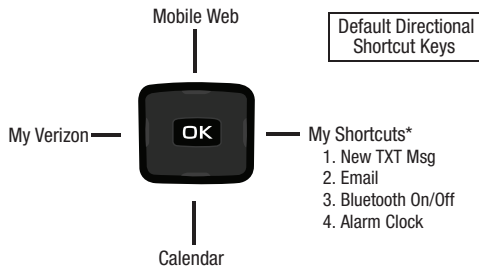 Mobile Web
Default Directional
Shortcut Keys
My Verizon
OK
My Shortcuts*
1. New TXT Msg
2. Email
3. Bluetooth On/Off
4. Alarm Clock
Calendar